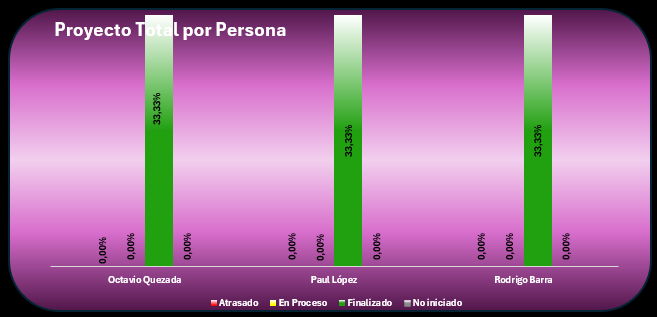 Proyecto Total por Persona
0,00%
0,00%
33,33%
0,00%
0,00%
0,00%
33,33%
0,00%
0,00%
0,00%
33,33%
0,00%
Octavio Quezada
Paul López
Rodrigo Barra
Atrasado En Proceso Finalizado No iniciado